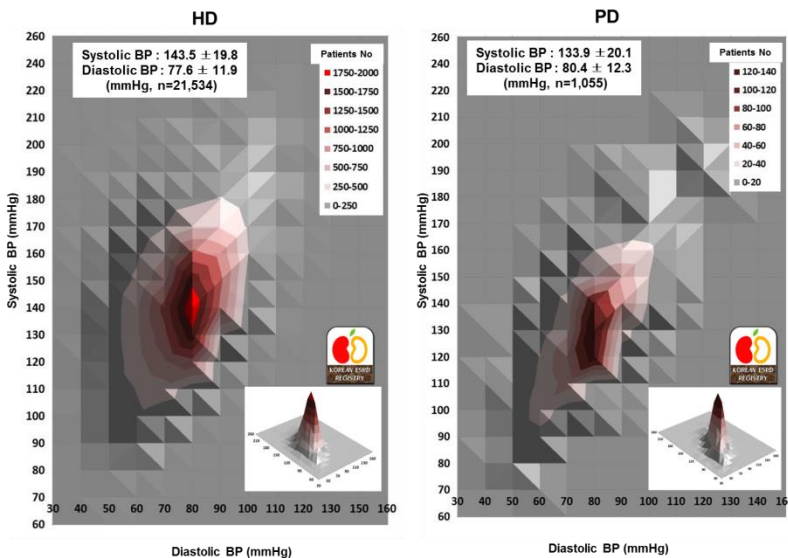 HD
Systolic BP : 143.5 ±19.8
Diastolic BP : 77.6 ± 11.9
(mmHg, n=21,534)
Patients No
1750-2000
1500-1750
1250-1500
1000-1250
750-1000
500-750
250-500
0-250
Systolic BP (mmHg)
260
250
240
230
220
210
200
190
180
170
160
150
140
130
120
110
100
90
80
70
60
30 40 50 60 70 80 90 100 110 120 130 140 150 160
Diastolic BP (mmHg)
KOREAN ESRD
REGISTRY
PD
Systolic BP : 133.9 ±20.1
Diastolic BP : 80.4 ± 12.3
(mmHg, n=1,055)
Patients No
120-140
100-120
80-100
60-80
40-60
20-40
0-20
Systolic BP (mmHg)
260
250
240
230
220
210
200
190
180
170
160
150
140
130
120
110
100
90
80
70
60
30 40 50 60 70 80 90 100 110 120 130 140 150 16
Diastolic BP (mmHg)
KOREAN ESRD
REGISTRY